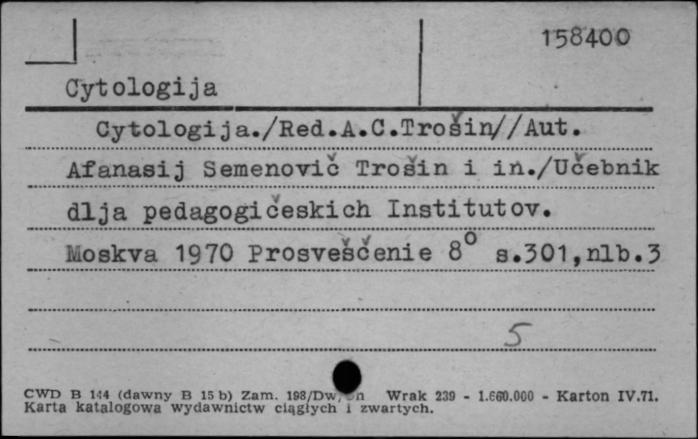 158400
Cytologija
Cytologija./Red.A.C.Trošin//Aut.
Afanasij Semenovič Trošin i in./Učebnik
dlja pedagogičeskich Institutov.
Moskva 1970 Prosveščenie 8° s.301,nlb.3
5
CWD B 144 (dawny B 15 b) Zam. 198/Dw/ Wrak 239 - 1.660.000 - Karton IV.71.
Karta katalogowa wydawnictw ciągłych i zwartych.